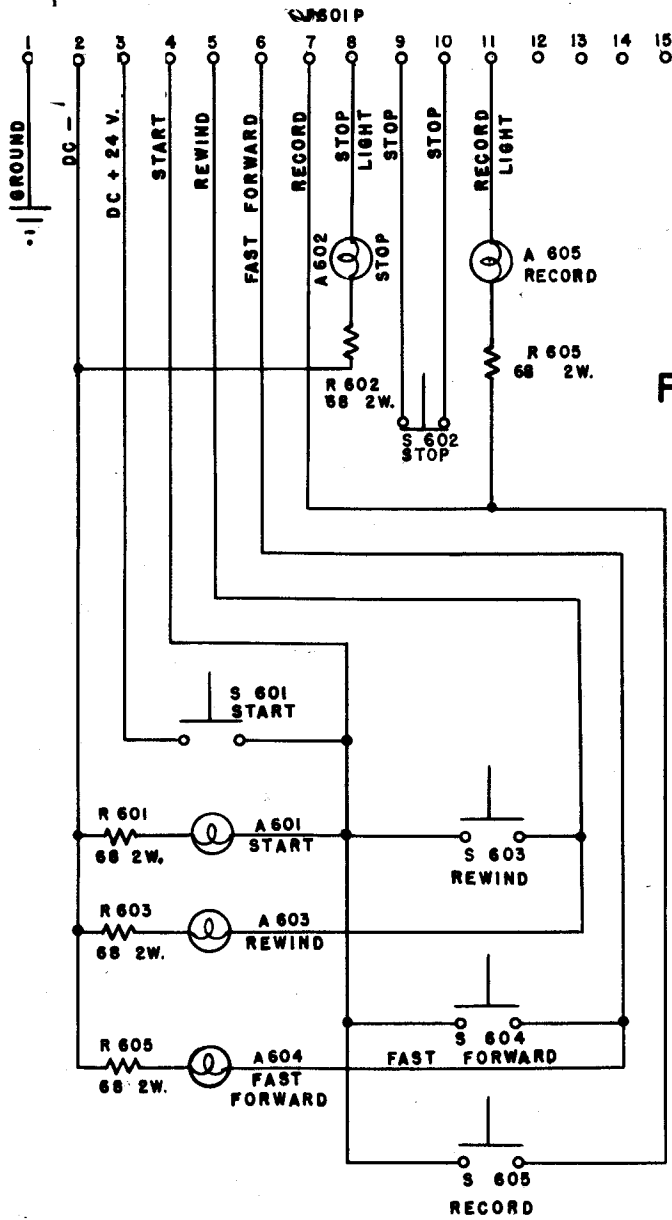 601P
1 2 3 4 5 6 7 8 9 10 11 12 13 14 15
GROUND
DC -
DC + 24 V.
START
REWIND
FAST FORWARD
RECORD
STOP
LIGHT
STOP
STOP
RECORD
LIGHT
A 602
STOP
A 605
RECORD
R 602
68 2W.
R 605
68 2W.
F
S 602
STOP
S 601
START
R 601
68 2W.
A 601
START
S 603
REWIND
R 603
68 2W.
A 603
REWIND
S 604
FAST FORWARD
R 605
68 2W.
A 604
FAST
FORWARD
S 605
RECORD